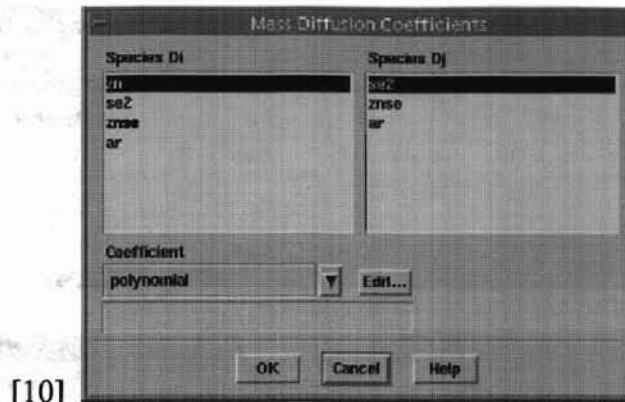 Mass Diffusion Coefficients
Species Di
Species Dj
zn
se2
se2
znse
znse
ar
ar
Coefficient
polynomial
Edit...
OK
Cancel
Help
[10]